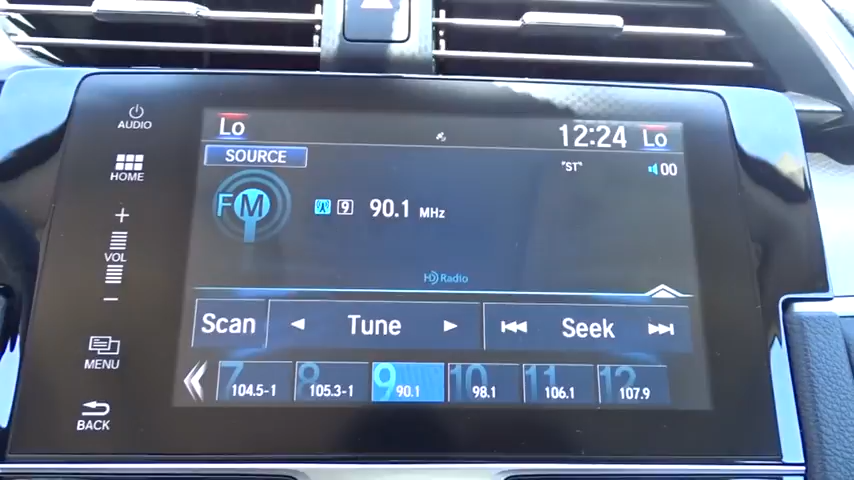 AUDIO
HOME
+
VOL
−
MENU
BACK
Lo
12:24 Lo
SOURCE
"ST"
00
FM
9 90.1 MHz
HD Radio
Scan
Tune
Seek
7 104.5-1
8 105.3-1
9 90.1
10 98.1
11 106.1
12 107.9